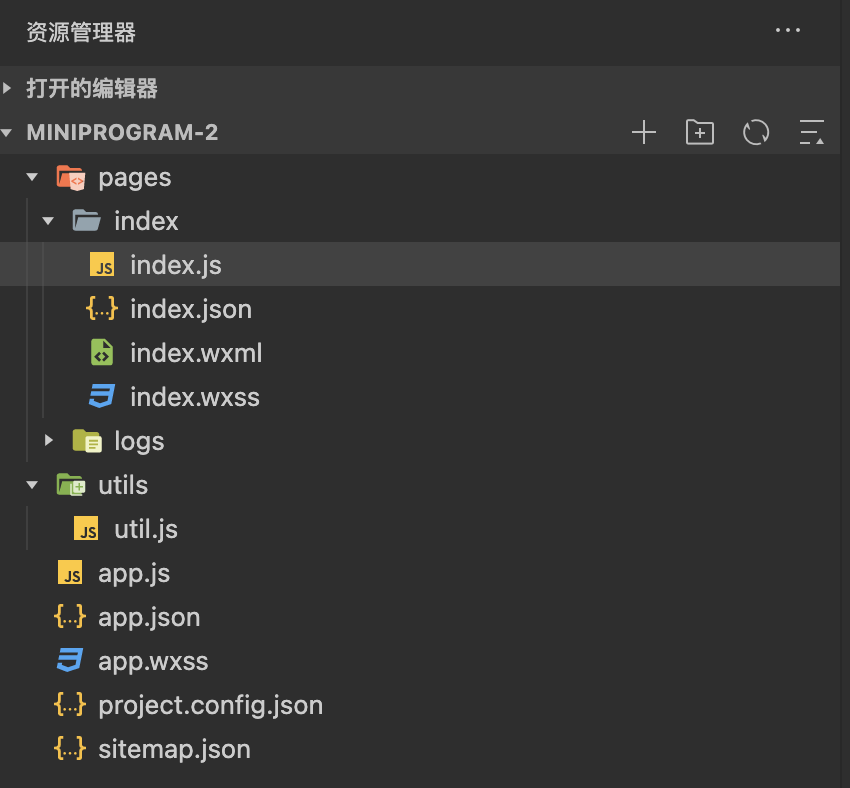 资源管理器
打开的编辑器
MINIPROGRAM-2
pages
index
JS index.js
{...} index.json
index.wxml
index.wxss
logs
utils
JS util.js
JS app.js
{...} app.json
app.wxss
{...} project.config.json
{...} sitemap.json